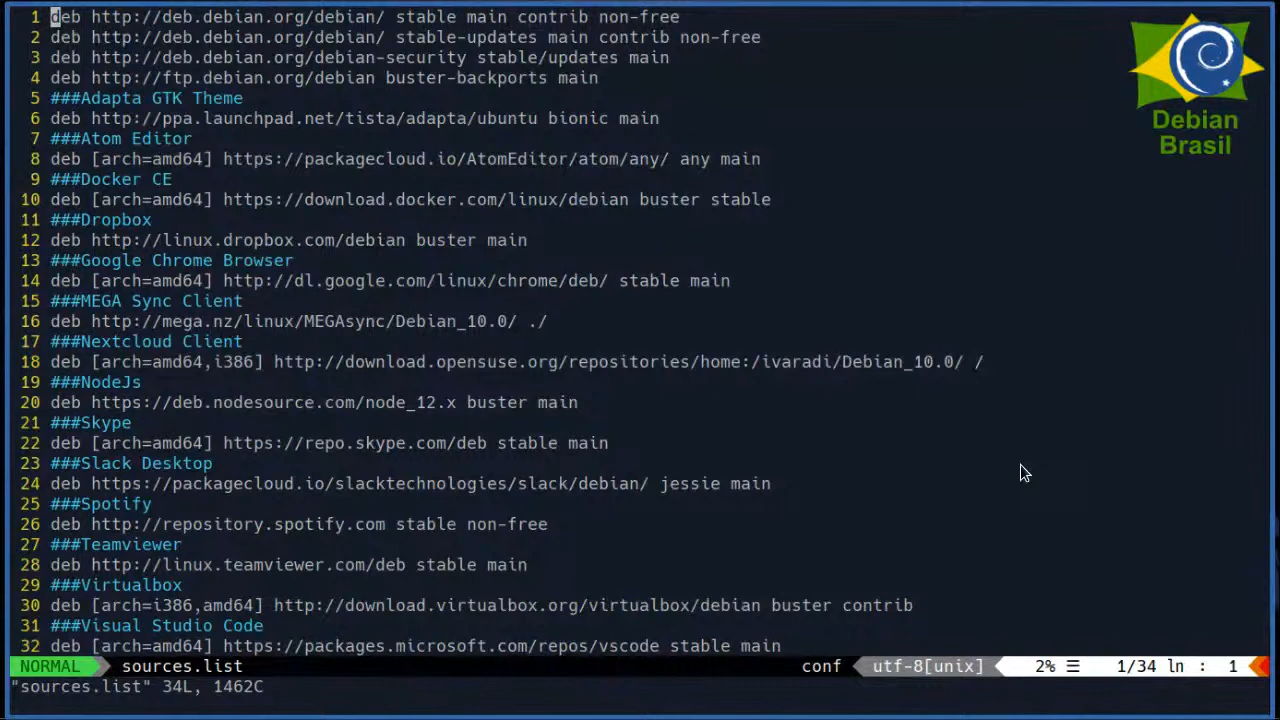 1 deb http://deb.debian.org/debian/ stable main contrib non-free
2 deb http://deb.debian.org/debian/ stable-updates main contrib non-free
3 deb http://deb.debian.org/debian-security stable/updates main
4 deb http://ftp.debian.org/debian buster-backports main
5 ###Adapta GTK Theme
6 deb http://ppa.launchpad.net/tista/adapta/ubuntu bionic main
7 ###Atom Editor
8 deb [arch=amd64] https://packagecloud.io/AtomEditor/atom/any/ any main
9 ###Docker CE
10 deb [arch=amd64] https://download.docker.com/linux/debian buster stable
11 ###Dropbox
12 deb http://linux.dropbox.com/debian buster main
13 ###Google Chrome Browser
14 deb [arch=amd64] http://dl.google.com/linux/chrome/deb/ stable main
15 ###MEGA Sync Client
16 deb http://mega.nz/linux/MEGAsync/Debian_10.0/ ./
17 ###Nextcloud Client
18 deb [arch=amd64,i386] http://download.opensuse.org/repositories/home:/ivaradi/Debian_10.0/ /
19 ###NodeJs
20 deb https://deb.nodesource.com/node_12.x buster main
21 ###Skype
22 deb [arch=amd64] https://repo.skype.com/deb stable main
23 ###Slack Desktop
24 deb https://packagecloud.io/slacktechnologies/slack/debian/ jessie main
25 ###Spotify
26 deb http://repository.spotify.com stable non-free
27 ###Teamviewer
28 deb http://linux.teamviewer.com/deb stable main
29 ###Virtualbox
30 deb [arch=i386,amd64] http://download.virtualbox.org/virtualbox/debian buster contrib
31 ###Visual Studio Code
32 deb [arch=amd64] https://packages.microsoft.com/repos/vscode stable main
NORMAL sources.list conf utf-8[unix] 2% ☰ 1/34 ln : 1
"sources.list" 34L, 1462C
Debian
Brasil